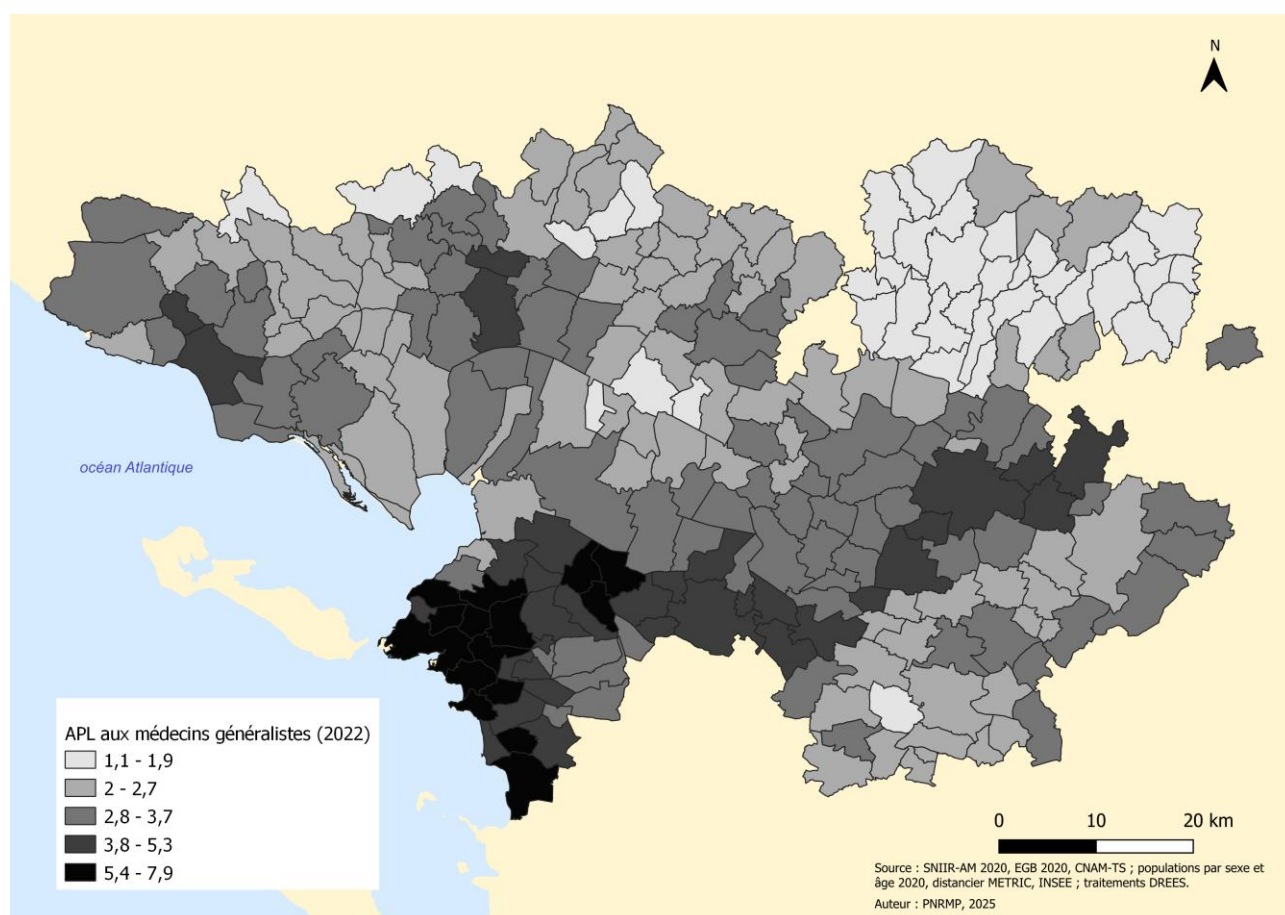 N
océan Atlantique
APL aux médecins généralistes (2022)
1,1 - 1,9
2 - 2,7
2,8 - 3,7
3,8 - 5,3
5,4 - 7,9
0 10 20 km
Source : SNIIR-AM 2020, EGB 2020, CNAM-TS ; populations par sexe et
âge 2020, distancier METRIC, INSEE ; traitements DREES.
Auteur : PNRMP, 2025